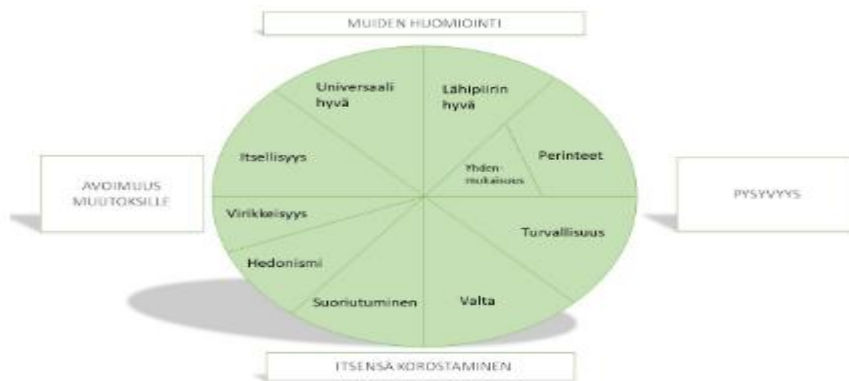 MUIDEN HUOMIOINTI
Universaali
hyvä
Lähipiirin
hyvä
Itsellisyys
Yhden-
mukaisuus
Perinteet
AVOIMUUS
MUUTOKSILLE
PYSYVYYS
Virikkeisyys
Turvallisuus
Hedonismi
Suoriutuminen
Valta
ITSENSÄ KOROSTAMINEN